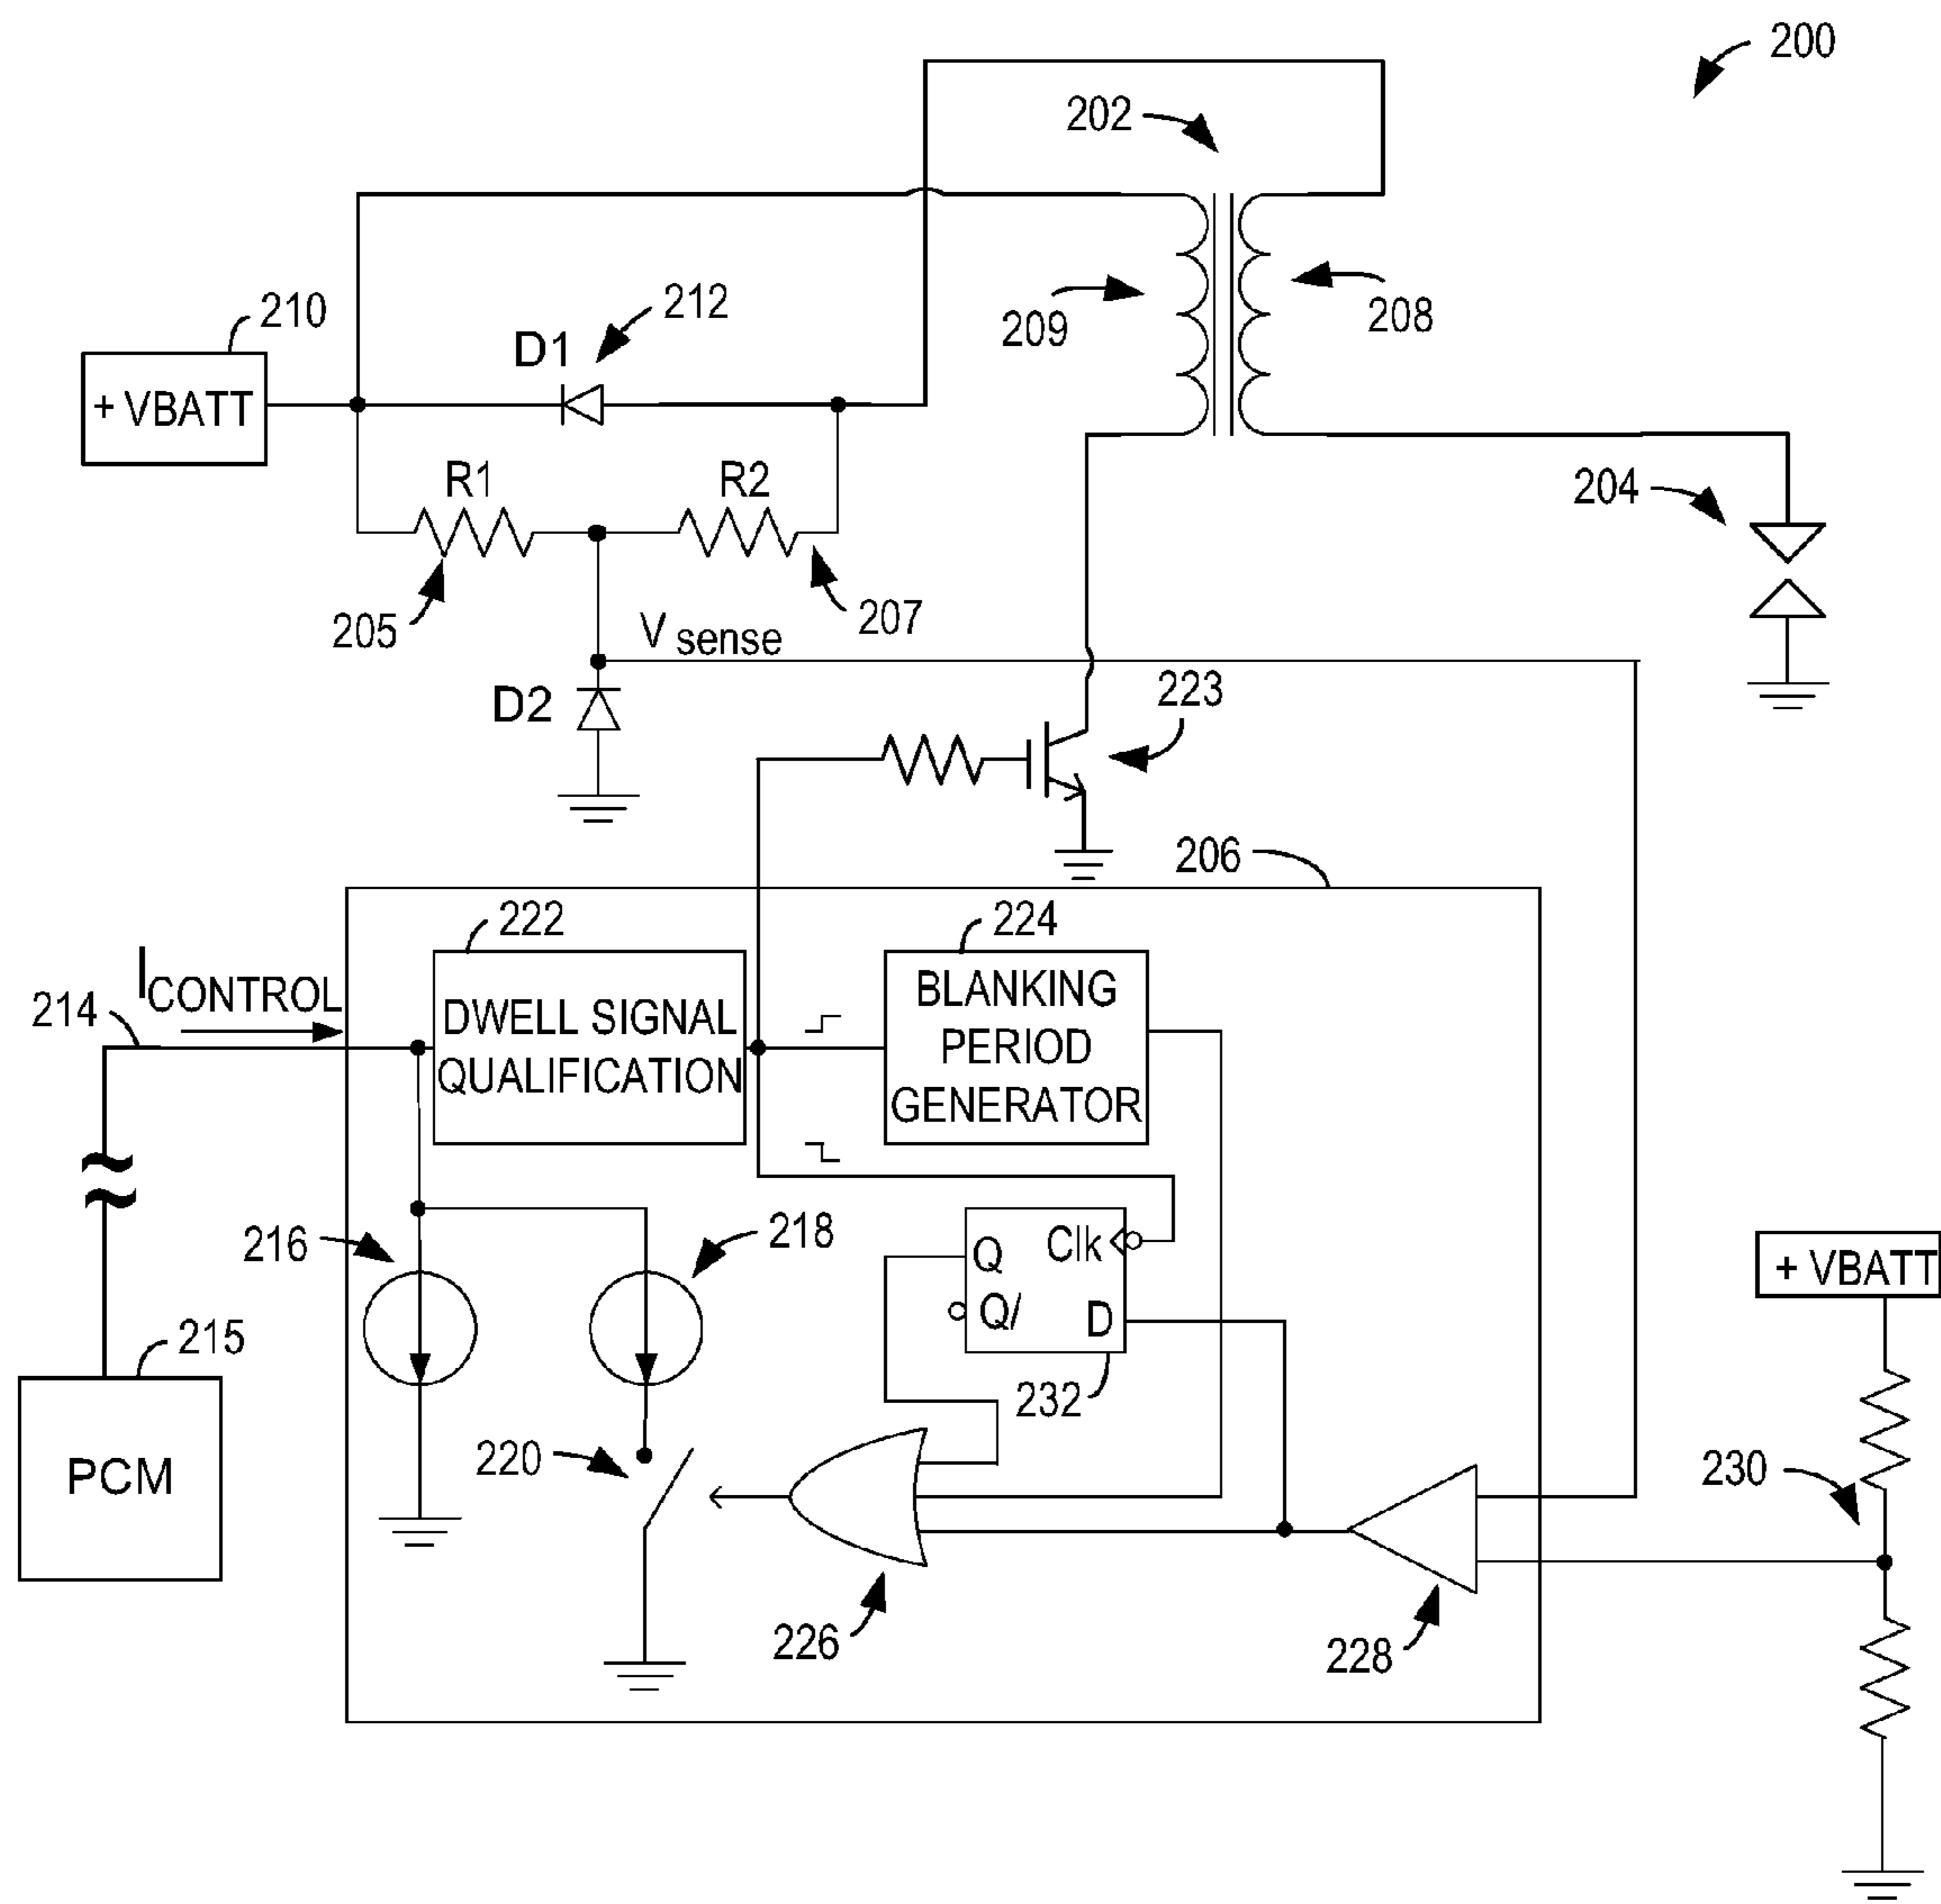 200
202
210
D1
212
+ VBATT
209
208
R1
R2
204
205
207
V sense
D2
223
206
222
224
ICONTROL
214
DWELL SIGNAL
QUALIFICATION
BLANKING
PERIOD
GENERATOR
216
218
Q
Clk
Q/
D
232
+ VBATT
215
PCM
220
230
226
228